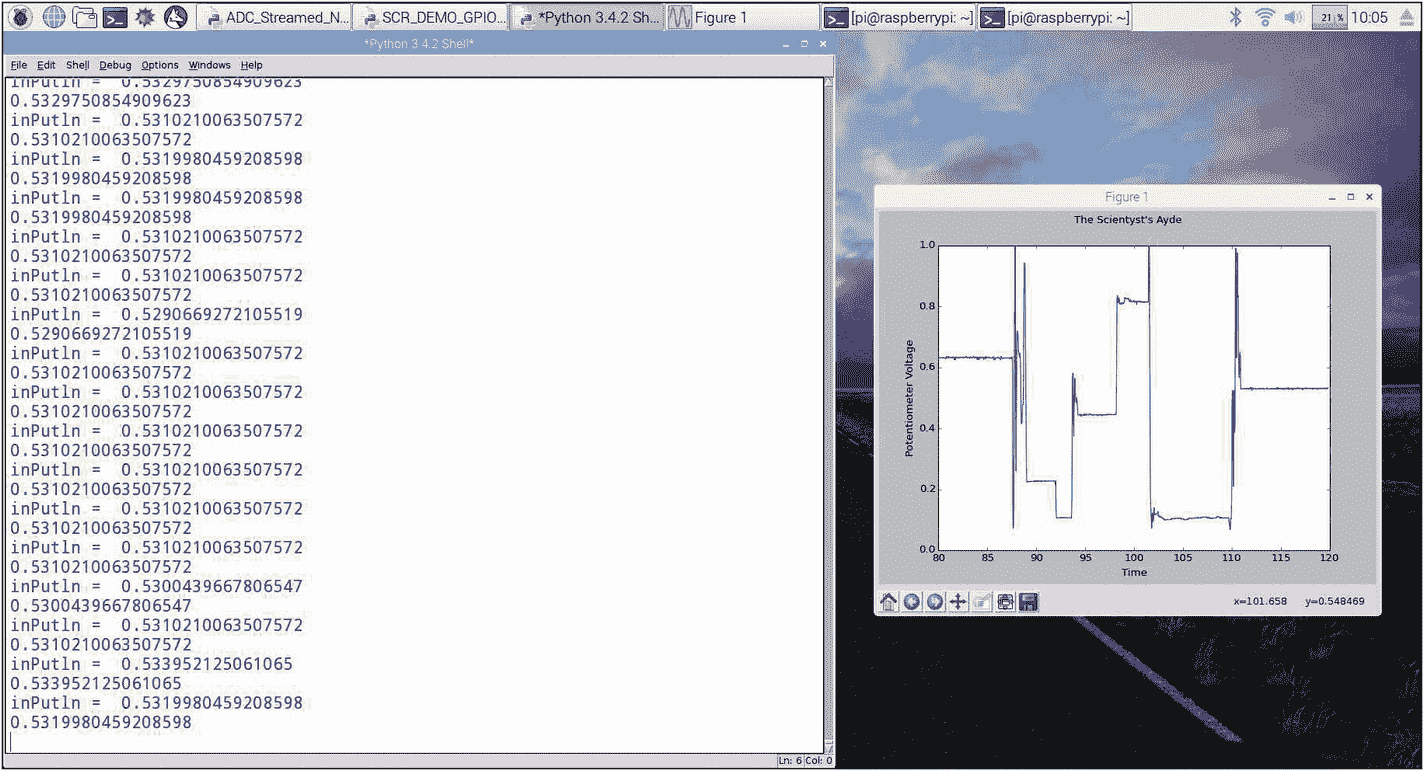 ADC_Streamed_N...
SCR_DEMO_GPIO...
*Python 3.4.2 Sh...
Figure 1
[pi@raspberrypi: ~]
[pi@raspberrypi: ~]
21 %
10:05
*Python 3.4.2 Shell*
File Edit Shell Debug Options Windows Help
inPutln = 0.5329750854909623
0.5329750854909623
inPutln = 0.5310210063507572
0.5310210063507572
inPutln = 0.5319980459208598
0.5319980459208598
inPutln = 0.5319980459208598
0.5319980459208598
inPutln = 0.5310210063507572
0.5310210063507572
inPutln = 0.5310210063507572
0.5310210063507572
inPutln = 0.5290669272105519
0.5290669272105519
inPutln = 0.5310210063507572
0.5310210063507572
inPutln = 0.5310210063507572
0.5310210063507572
inPutln = 0.5310210063507572
0.5310210063507572
inPutln = 0.5310210063507572
0.5310210063507572
inPutln = 0.5310210063507572
0.5310210063507572
inPutln = 0.5310210063507572
0.5310210063507572
inPutln = 0.5300439667806547
0.5300439667806547
inPutln = 0.5310210063507572
0.5310210063507572
inPutln = 0.533952125061065
0.533952125061065
inPutln = 0.5319980459208598
0.5319980459208598
Ln: 6 Col: 0
Figure 1
The Scientyst's Ayde
1.0
0.8
0.6
0.4
0.2
0.0
Potentiometer Voltage
80 85 90 95 100 105 110 115 120
Time
x=101.658 y=0.548469